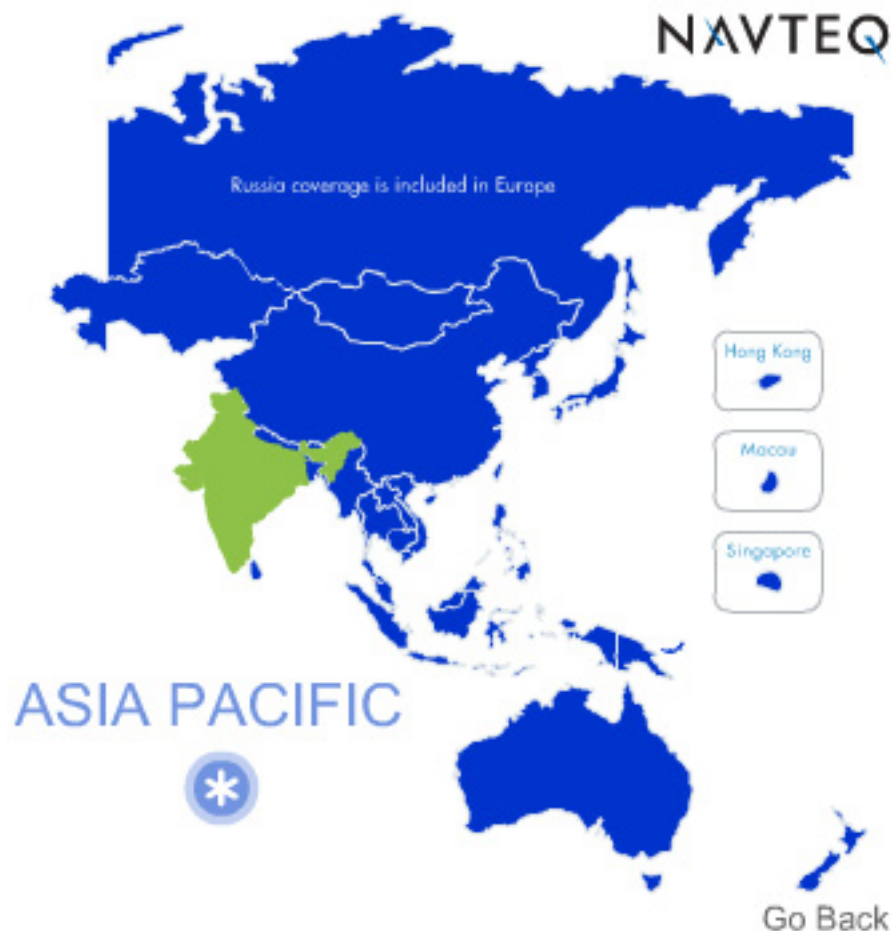 NAVTEQ
Russia coverage is included in Europe
Hong Kong
Macau
Singapore
ASIA PACIFIC
*
Go Back